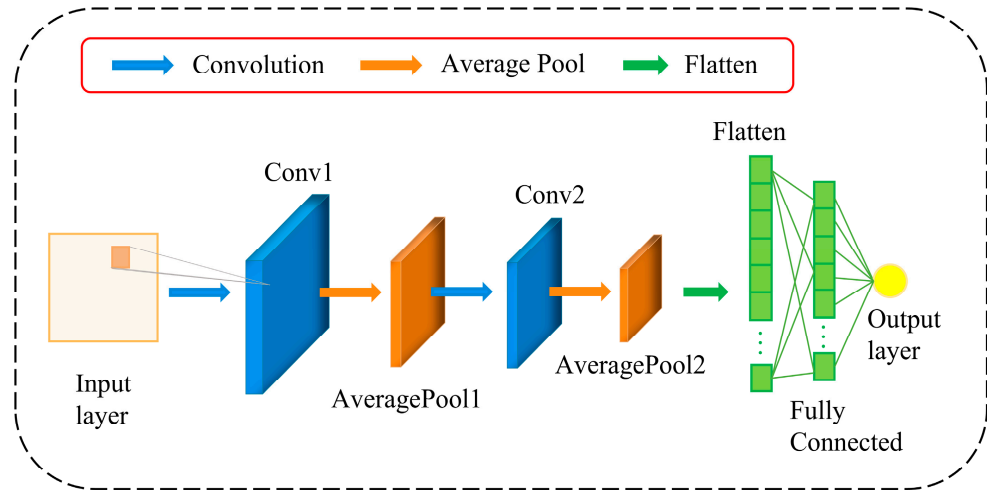 Convolution
Average Pool
Flatten
Flatten
Conv1
Conv2
Input
layer
AveragePool1
AveragePool2
Output
layer
Fully
Connected